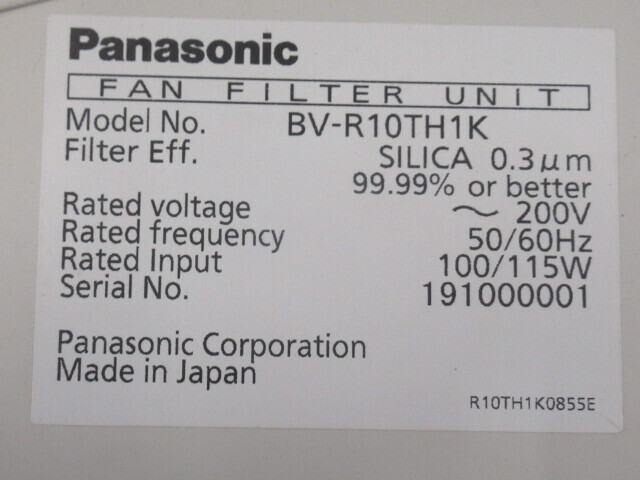 Panasonic
FAN FILTER UNIT
Model No. BV-R10TH1K
Filter Eff. SILICA 0.3μm
99.99% or better
Rated voltage ～ 200V
Rated frequency 50/60Hz
Rated Input 100/115W
Serial No. 191000001
Panasonic Corporation
Made in Japan
R10TH1K0855E